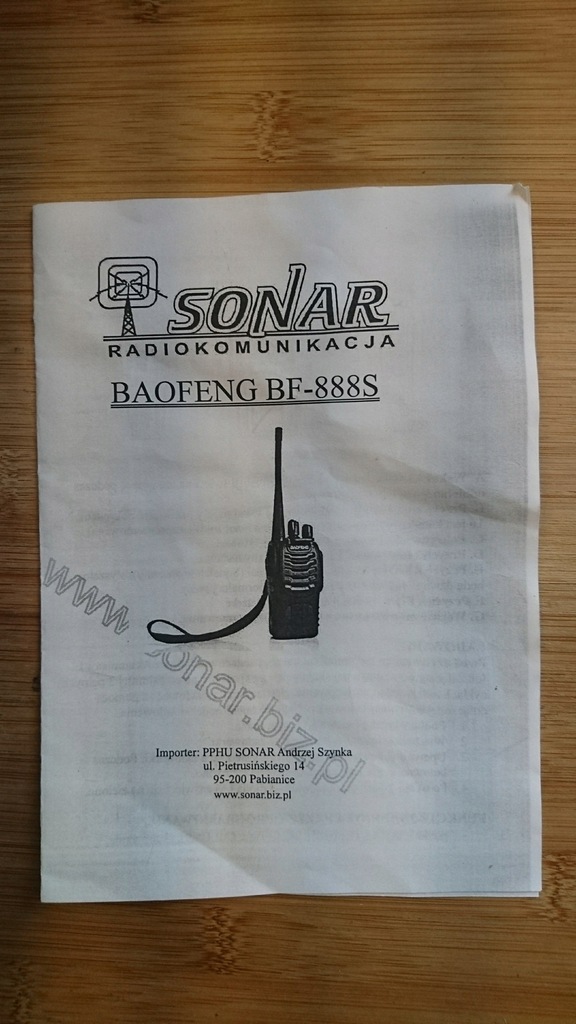 SONAR
RADIOKOMUNIKACJA
BAOFENG BF-888S
BAOFENG
www.sonar.biz.pl
Importer: PPHU SONAR Andrzej Szynka
ul. Pietrusińskiego 14
95-200 Pabianice
www.sonar.biz.pl